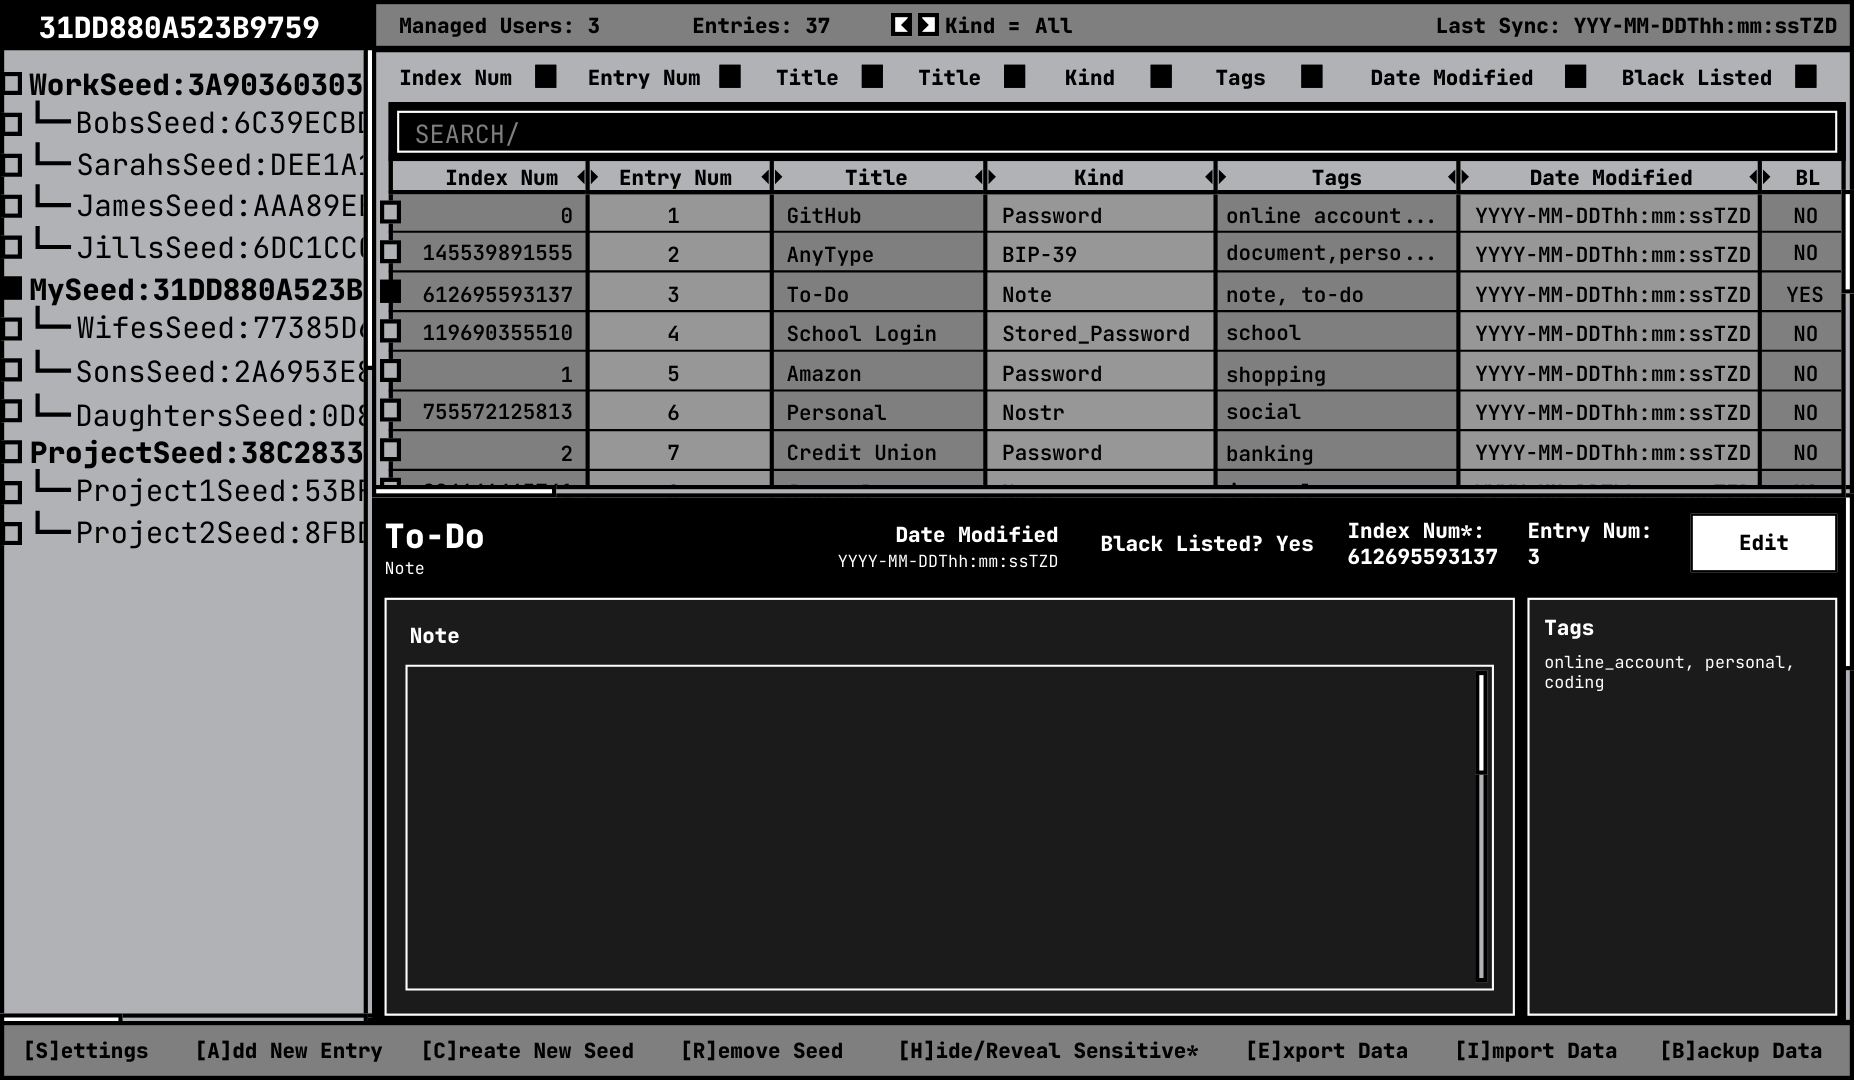 31DD880A523B9759
Managed Users: 3 Entries: 37 Kind = All Last Sync: YYY-MM-DDThh:mm:ssTZD
WorkSeed:3A90360303
BobsSeed:6C39ECBD
SarahsSeed:DEE1A1
JamesSeed:AAA89E
JillsSeed:6DC1CC
MySeed:31DD880A523B
WifesSeed:77385D
SonsSeed:2A6953E
DaughtersSeed:0D8
ProjectSeed:38C2833
Project1Seed:53B
Project2Seed:8FBD
Index Num Entry Num Title Title Kind Tags Date Modified Black Listed
SEARCH/
Index Num Entry Num Title Kind Tags Date Modified BL
0 1 GitHub Password online account... YYYY-MM-DDThh:mm:ssTZD NO
145539891555 2 AnyType BIP-39 document,perso... YYYY-MM-DDThh:mm:ssTZD NO
612695593137 3 To-Do Note note, to-do YYYY-MM-DDThh:mm:ssTZD YES
119690355510 4 School Login Stored_Password school YYYY-MM-DDThh:mm:ssTZD NO
1 5 Amazon Password shopping YYYY-MM-DDThh:mm:ssTZD NO
755572125813 6 Personal Nostr social YYYY-MM-DDThh:mm:ssTZD NO
2 7 Credit Union Password banking YYYY-MM-DDThh:mm:ssTZD NO
To-Do
Note
Date Modified
YYYY-MM-DDThh:mm:ssTZD
Black Listed? Yes
Index Num*:
612695593137
Entry Num:
3
Edit
Note
Tags
online_account, personal,
coding
[S]ettings [A]dd New Entry [C]reate New Seed [R]emove Seed [H]ide/Reveal Sensitive* [E]xport Data [I]mport Data [B]ackup Data